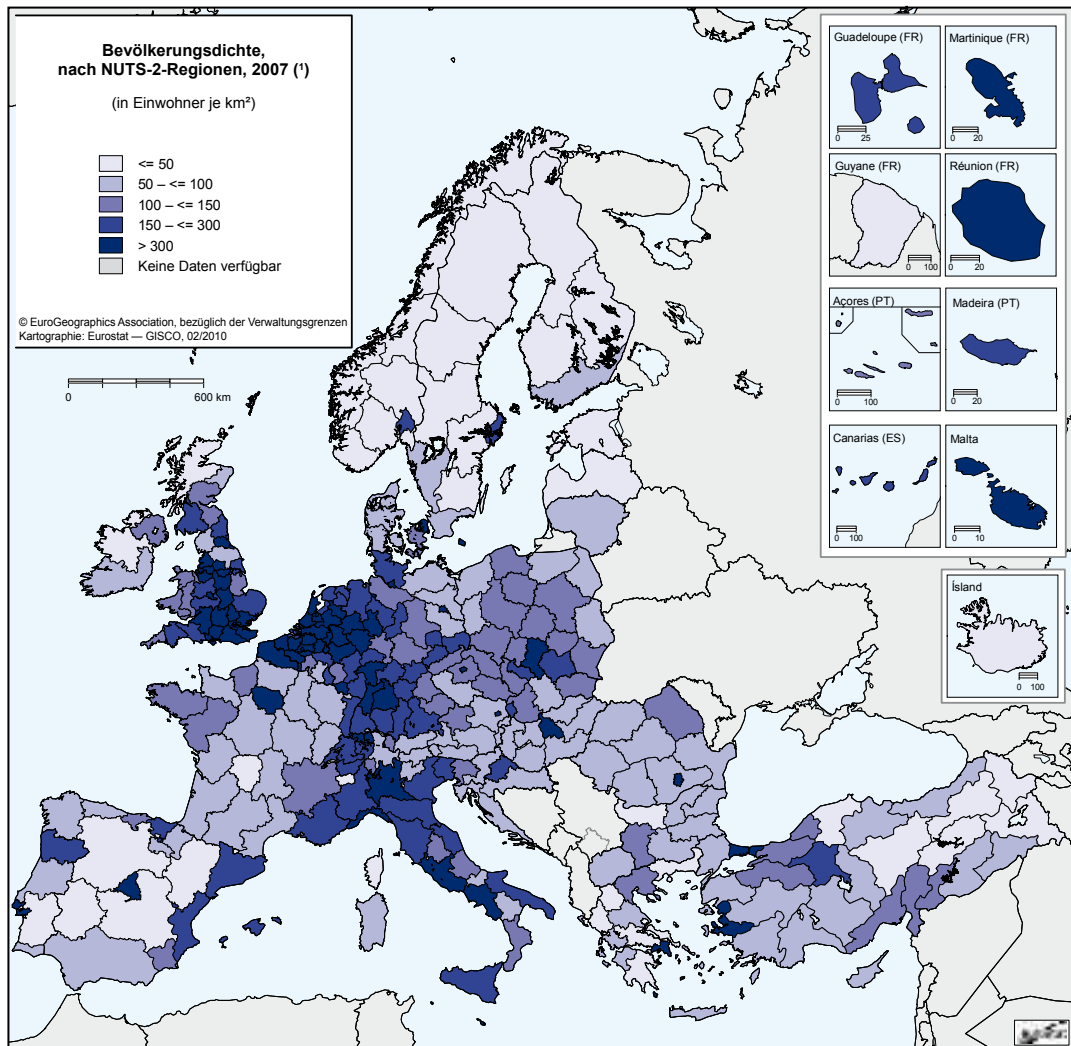 Bevölkerungsdichte,
nach NUTS-2-Regionen, 2007 (¹)
(in Einwohner je km²)
<= 50
50 – <= 100
100 – <= 150
150 – <= 300
> 300
Keine Daten verfügbar
© EuroGeographics Association, bezüglich der Verwaltungsgrenzen
Kartographie: Eurostat — GISCO, 02/2010
0 600 km
Guadeloupe (FR)
0 25
Martinique (FR)
0 20
Guyane (FR)
0 100
Réunion (FR)
0 20
Açores (PT)
0 100
Madeira (PT)
0 20
Canarias (ES)
0 100
Malta
0 10
Ísland
0 100